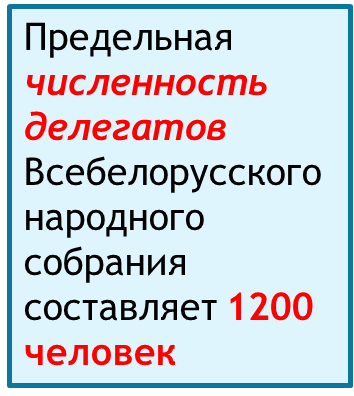 Предельная
численность
делегатов
Всебелорусского
народного
собрания
составляет 1200
человек